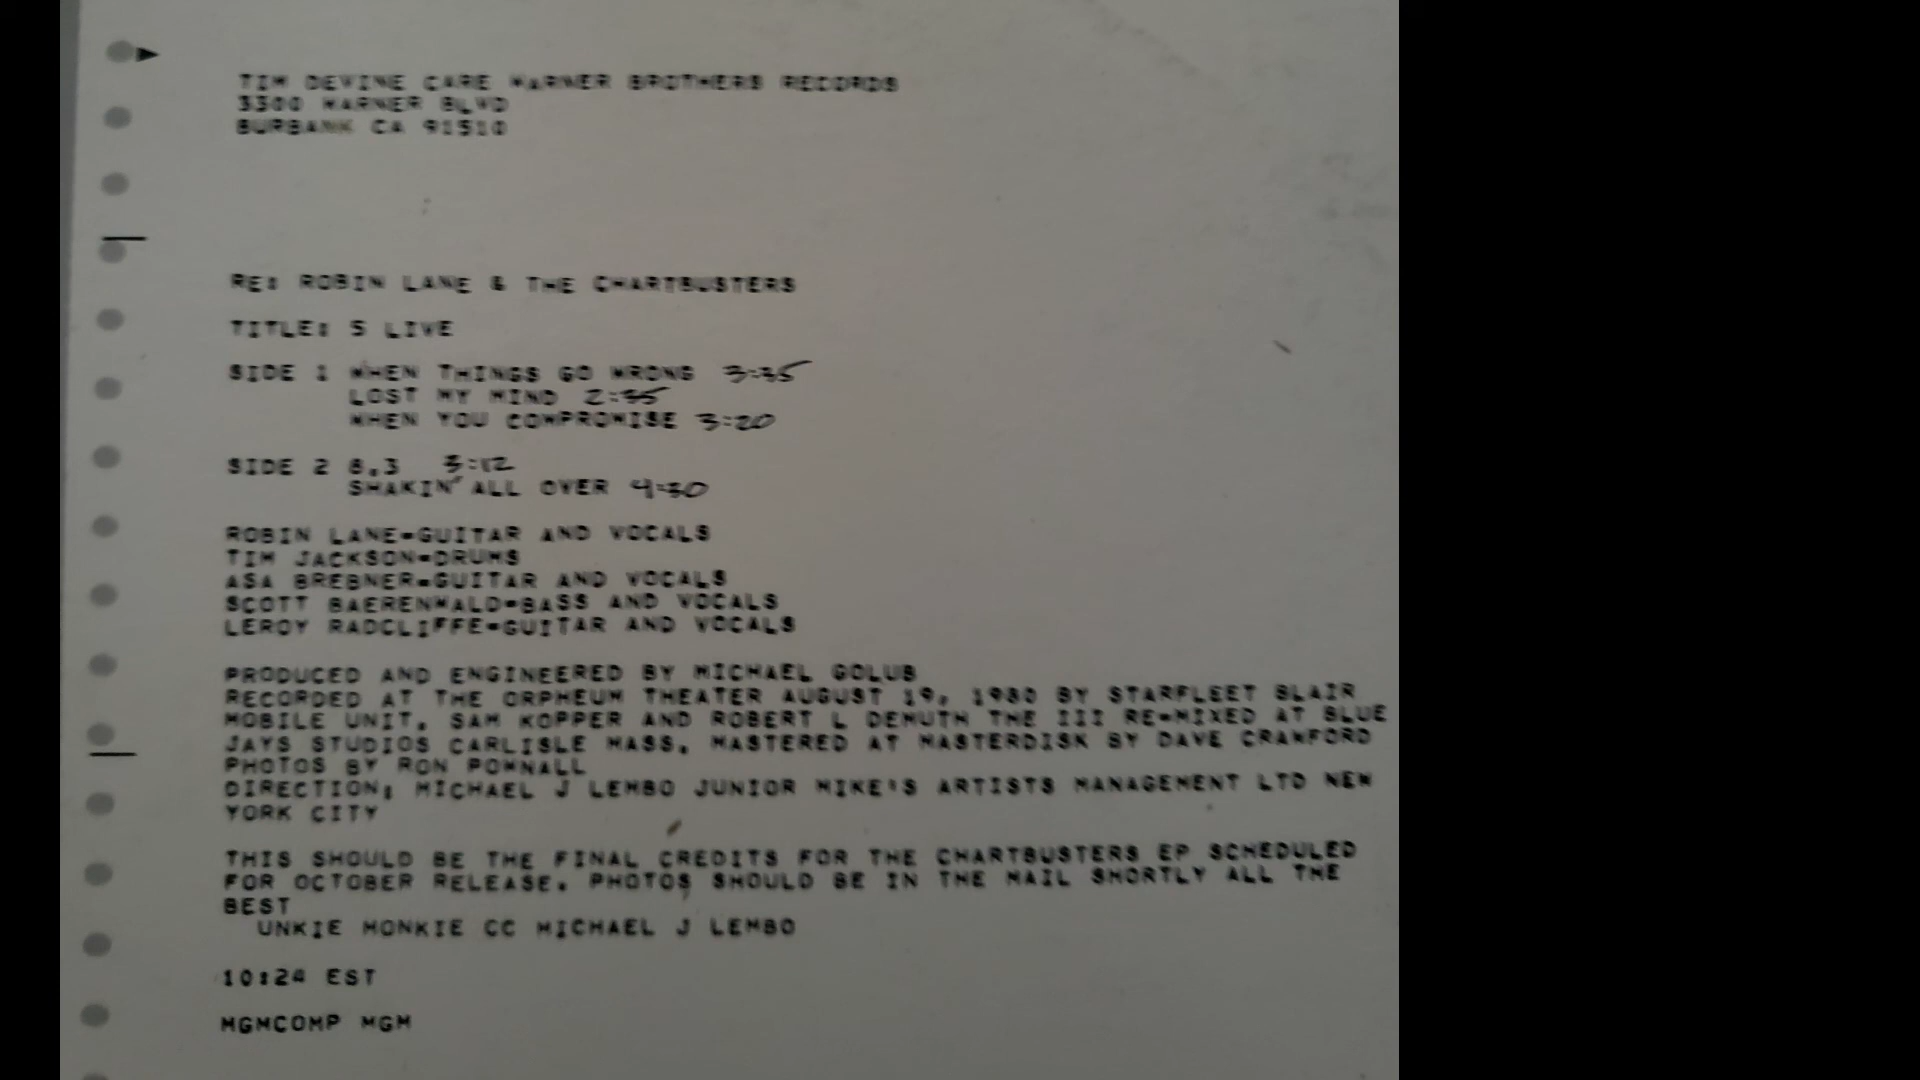 TIM DEVINE CARE WARNER BROTHERS RECORDS
3300 WARNER BLVD
BURBANK CA 91510
RE: ROBIN LANE & THE CHARTBUSTERS
TITLE: 5 LIVE
SIDE 1 WHEN THINGS GO WRONG 3:35
LOST MY MIND 2:35
WHEN YOU COMPROMISE 3:20
SIDE 2 8.3 3:12
SHAKIN' ALL OVER 4:30
ROBIN LANE-GUITAR AND VOCALS
TIM JACKSON-DRUMS
ASA BREBNER-GUITAR AND VOCALS
SCOTT BAERENWALD-BASS AND VOCALS
LEROY RADCLIFFE-GUITAR AND VOCALS
PRODUCED AND ENGINEERED BY MICHAEL GOLUB
RECORDED AT THE ORPHEUM THEATER AUGUST 19, 1980 BY STARFLEET BLAIR
MOBILE UNIT. SAM KOPPER AND ROBERT L DEMUTH THE III RE-MIXED AT BLUE
JAYS STUDIOS CARLISLE MASS. MASTERED AT MASTERDISK BY DAVE CRAWFORD
PHOTOS BY RON POWNALL
DIRECTION; MICHAEL J LEMBO JUNIOR MIKE'S ARTISTS MANAGEMENT LTD NEW
YORK CITY
THIS SHOULD BE THE FINAL CREDITS FOR THE CHARTBUSTERS EP SCHEDULED
FOR OCTOBER RELEASE. PHOTOS SHOULD BE IN THE MAIL SHORTLY ALL THE
BEST
UNKIE MONKIE CC MICHAEL J LEMBO
10:24 EST
MGMCOMP MGM